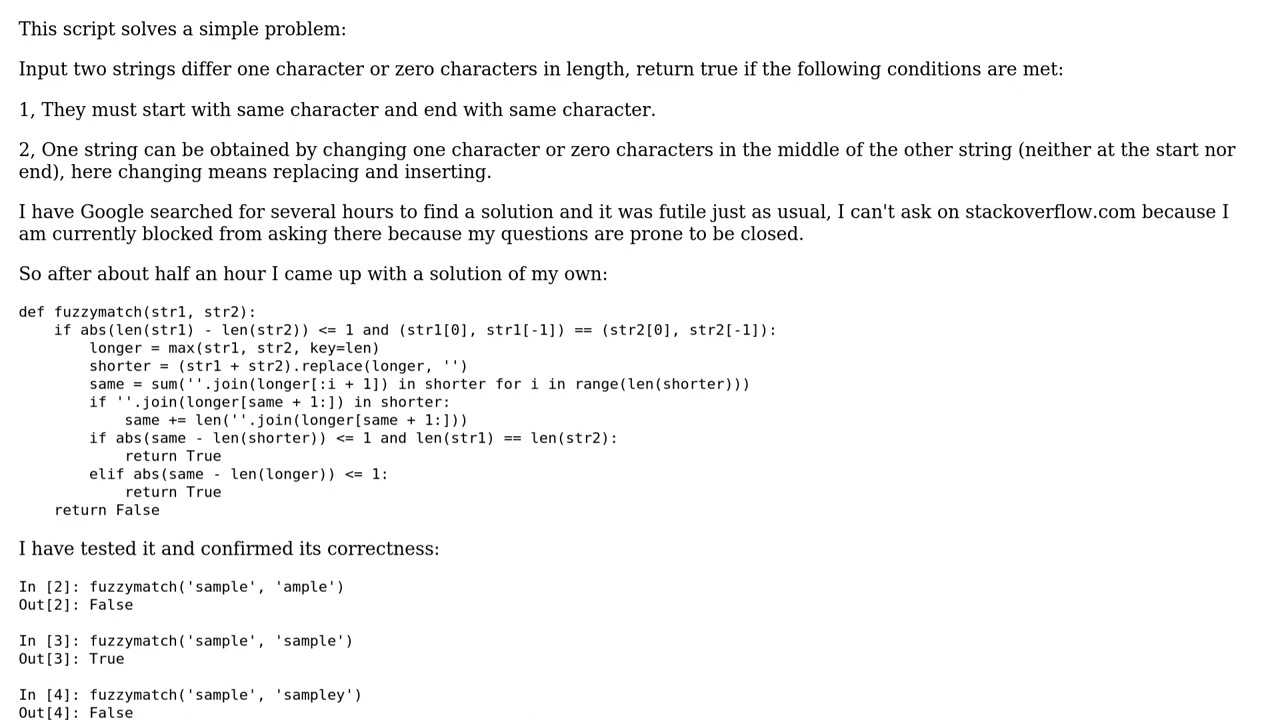 This script solves a simple problem:
Input two strings differ one character or zero characters in length, return true if the following conditions are met:
1, They must start with same character and end with same character.
2, One string can be obtained by changing one character or zero characters in the middle of the other string (neither at the start nor
end), here changing means replacing and inserting.
I have Google searched for several hours to find a solution and it was futile just as usual, I can't ask on stackoverflow.com because I
am currently blocked from asking there because my questions are prone to be closed.
So after about half an hour I came up with a solution of my own:
def fuzzymatch(str1, str2):
    if abs(len(str1) - len(str2)) <= 1 and (str1[0], str1[-1]) == (str2[0], str2[-1]):
        longer = max(str1, str2, key=len)
        shorter = (str1 + str2).replace(longer, '')
        same = sum(''.join(longer[:i + 1]) in shorter for i in range(len(shorter)))
        if ''.join(longer[same + 1:]) in shorter:
            same += len(''.join(longer[same + 1:]))
        if abs(same - len(shorter)) <= 1 and len(str1) == len(str2):
            return True
        elif abs(same - len(longer)) <= 1:
            return True
    return False
I have tested it and confirmed its correctness:
In [2]: fuzzymatch('sample', 'ample')
Out[2]: False
In [3]: fuzzymatch('sample', 'sample')
Out[3]: True
In [4]: fuzzymatch('sample', 'sampley')
Out[4]: False